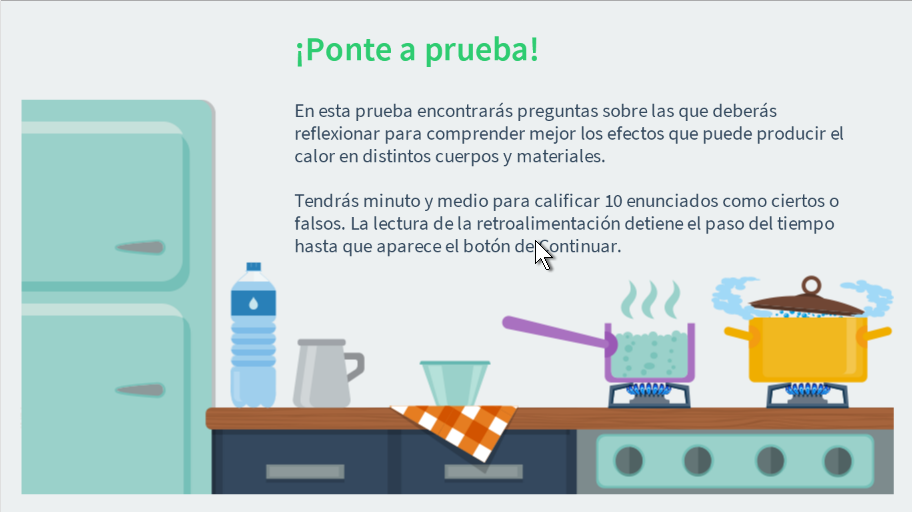 ¡Ponte a prueba!
En esta prueba encontrarás preguntas sobre las que deberás
reflexionar para comprender mejor los efectos que puede producir el
calor en distintos cuerpos y materiales.
Tendrás minuto y medio para calificar 10 enunciados como ciertos o
falsos. La lectura de la retroalimentación detiene el paso del tiempo
hasta que aparece el botón de Continuar.